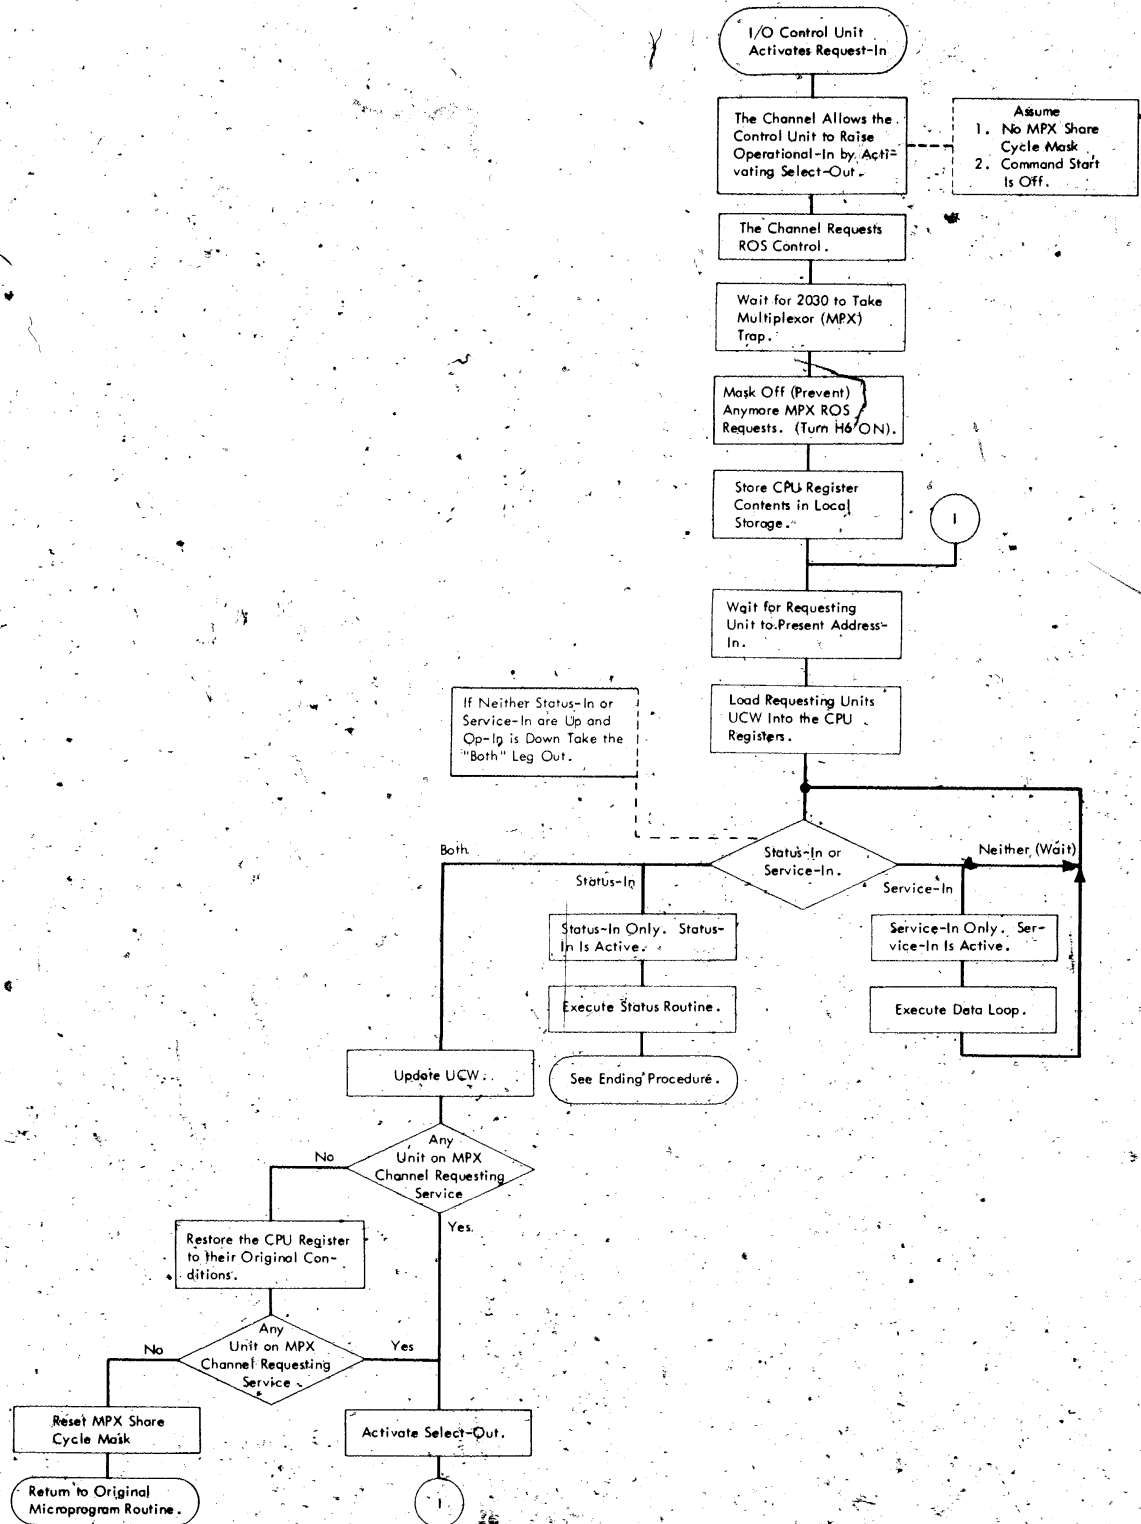 I/O Control Unit
Activates Request-In
The Channel Allows the
Control Unit to Raise
Operational-In by Acti-
vating Select-Out.
Assume
1. No MPX Share
Cycle Mask
2. Command Start
Is Off.
The Channel Requests
ROS Control.
Wait for 2030 to Take
Multiplexor (MPX)
Trap.
Mask Off (Prevent)
Anymore MPX ROS
Requests. (Turn H6 ON).
Store CPU Register
Contents in Local
Storage.
1
Wait for Requesting
Unit to Present Address-
In.
If Neither Status-In or
Service-In are Up and
Op-In is Down Take the
"Both" Leg Out.
Load Requesting Units
UCW Into the CPU
Registers.
Both
Status-In or
Service-In.
Neither (Wait)
Status-In
Service-In
Status-In Only. Status-
In Is Active.
Service-In Only. Ser-
vice-In Is Active.
Execute Status Routine.
Execute Data Loop.
Update UCW.
See Ending Procedure.
Any
Unit on MPX
Channel Requesting
Service
No
Yes.
Restore the CPU Register
to their Original Con-
ditions.
Any
Unit on MPX
Channel Requesting
Service
No
Yes
Reset MPX Share
Cycle Mask
Activate Select-Out.
Return to Original
Microprogram Routine.
1